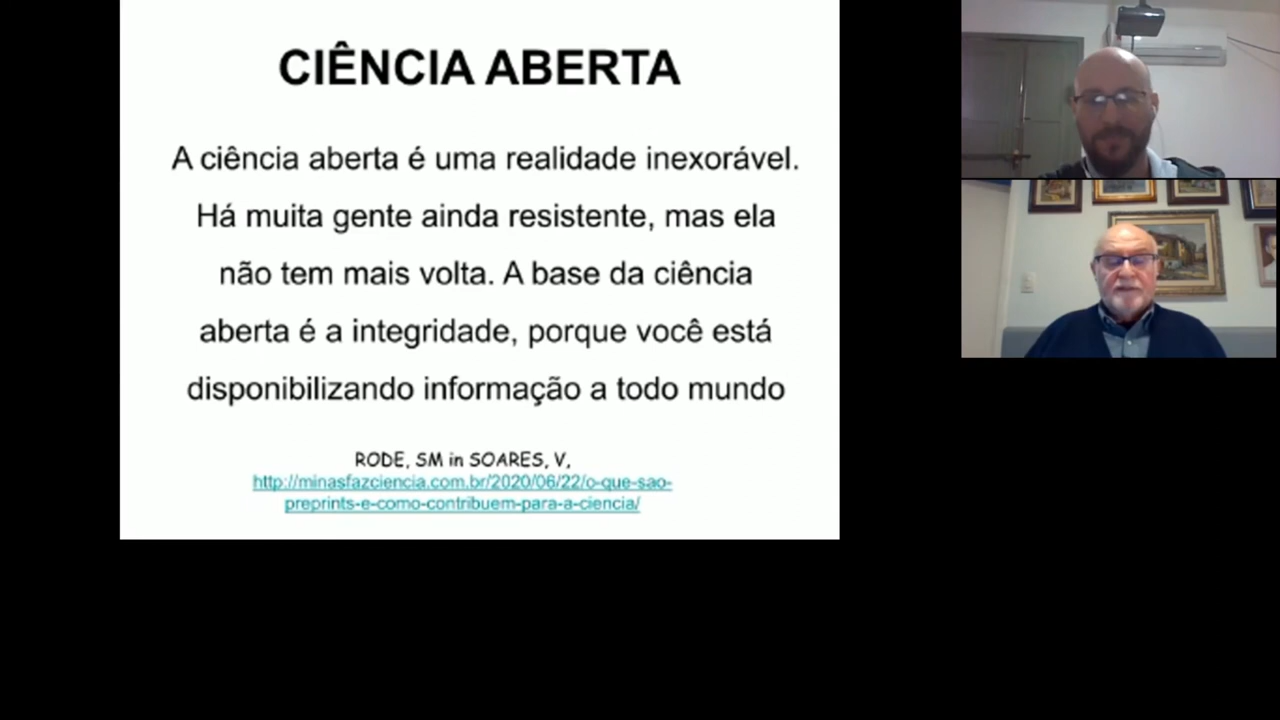 CIÊNCIA ABERTA
A ciência aberta é uma realidade inexorável.
Há muita gente ainda resistente, mas ela
não tem mais volta. A base da ciência
aberta é a integridade, porque você está
disponibilizando informação a todo mundo
RODE, SM in SOARES, V,
http://minasfazciencia.com.br/2020/06/22/o-que-sao-
preprints-e-como-contribuem-para-a-ciencia/